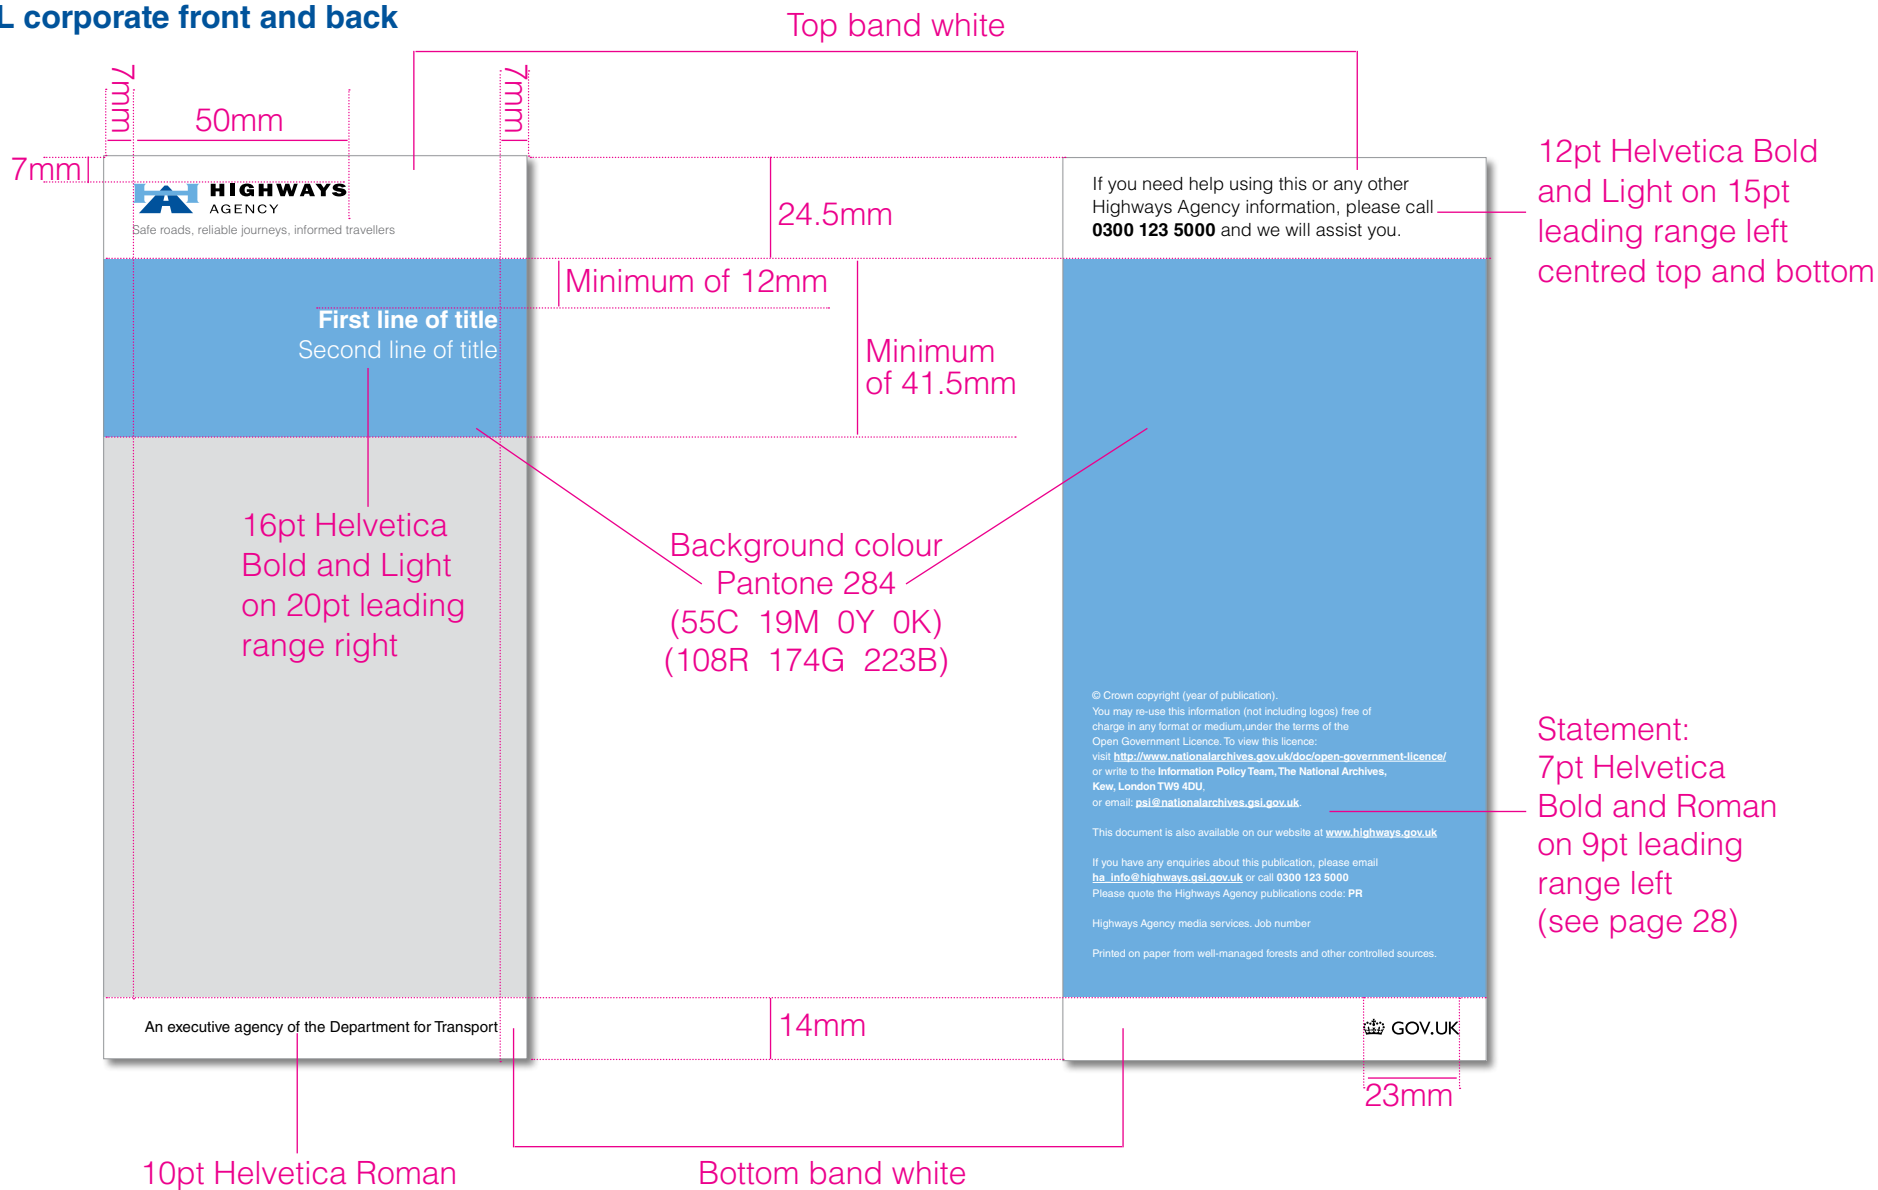 L corporate front and back
Top band white
7mm
50mm
7mm
7mm
HIGHWAYS
AGENCY
Safe roads, reliable journeys, informed travellers
24.5mm
If you need help using this or any other
Highways Agency information, please call
0300 123 5000 and we will assist you.
12pt Helvetica Bold
and Light on 15pt
leading range left
centred top and bottom
Minimum of 12mm
First line of title
Second line of title
Minimum
of 41.5mm
16pt Helvetica
Bold and Light
on 20pt leading
range right
Background colour
Pantone 284
(55C 19M 0Y 0K)
(108R 174G 223B)
© Crown copyright (year of publication).
You may re-use this information (not including logos) free of
charge in any format or medium,under the terms of the
Open Government Licence. To view this licence:
visit http://www.nationalarchives.gov.uk/doc/open-government-licence/
or write to the Information Policy Team, The National Archives,
Kew, London TW9 4DU,
or email: psi@nationalarchives.gsi.gov.uk.
This document is also available on our website at www.highways.gov.uk
If you have any enquiries about this publication, please email
ha_info@highways.gsi.gov.uk or call 0300 123 5000
Please quote the Highways Agency publications code: PR
Highways Agency media services. Job number
Printed on paper from well-managed forests and other controlled sources.
Statement:
7pt Helvetica
Bold and Roman
on 9pt leading
range left
(see page 28)
An executive agency of the Department for Transport
14mm
GOV.UK
23mm
10pt Helvetica Roman
Bottom band white